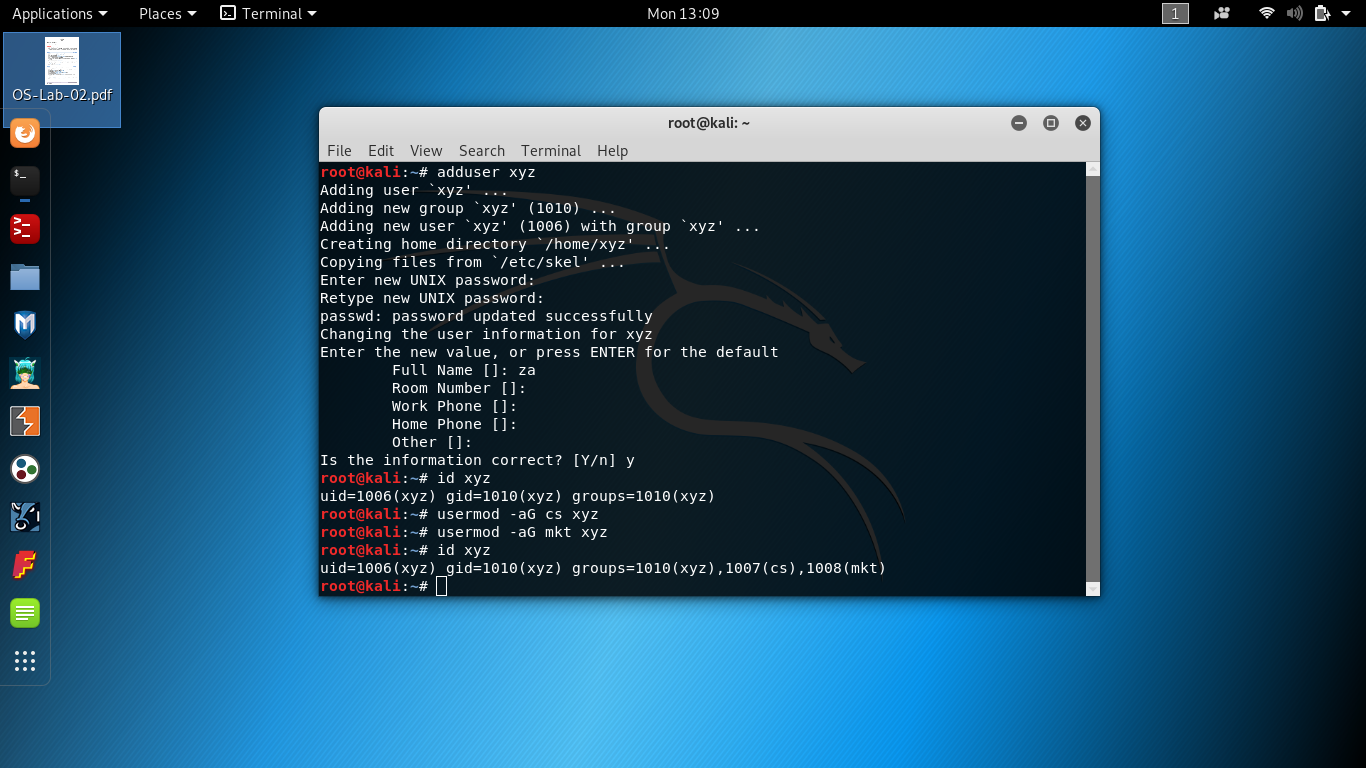 Applications Places Terminal Mon 13:09 1
OS-Lab-02.pdf
root@kali: ~
File Edit View Search Terminal Help
root@kali:~# adduser xyz
Adding user `xyz' ...
Adding new group `xyz' (1010) ...
Adding new user `xyz' (1006) with group `xyz' ...
Creating home directory `/home/xyz' ...
Copying files from `/etc/skel' ...
Enter new UNIX password:
Retype new UNIX password:
passwd: password updated successfully
Changing the user information for xyz
Enter the new value, or press ENTER for the default
Full Name []: za
Room Number []:
Work Phone []:
Home Phone []:
Other []:
Is the information correct? [Y/n] y
root@kali:~# id xyz
uid=1006(xyz) gid=1010(xyz) groups=1010(xyz)
root@kali:~# usermod -aG cs xyz
root@kali:~# usermod -aG mkt xyz
root@kali:~# id xyz
uid=1006(xyz) gid=1010(xyz) groups=1010(xyz),1007(cs),1008(mkt)
root@kali:~#